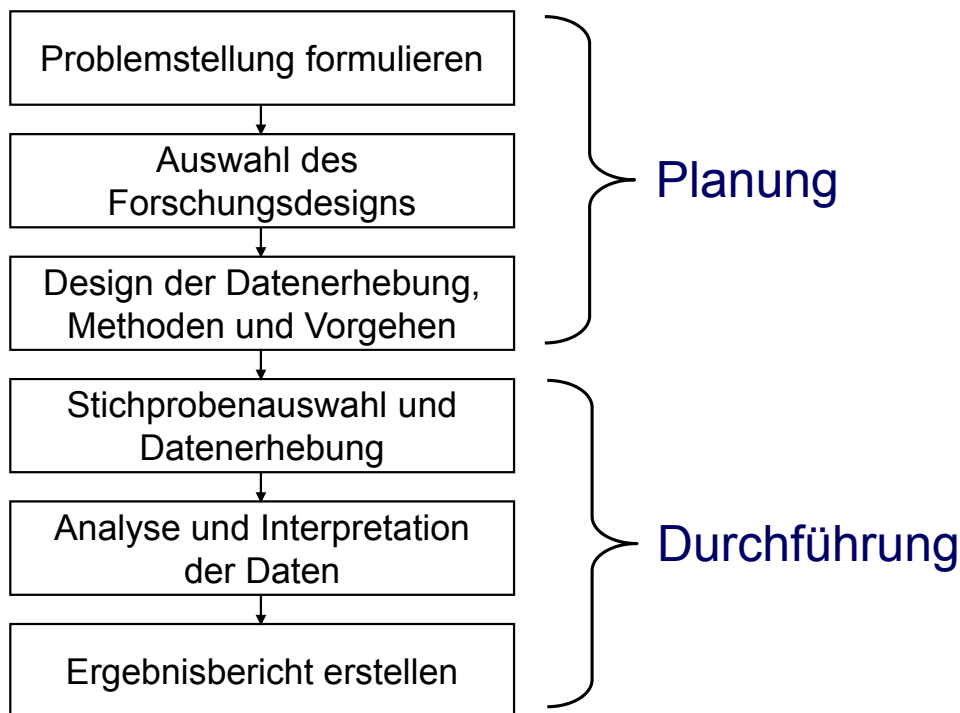 Problemstellung formulieren
Auswahl des
Forschungsdesigns
Design der Datenerhebung,
Methoden und Vorgehen
Planung
Stichprobenauswahl und
Datenerhebung
Analyse und Interpretation
der Daten
Ergebnisbericht erstellen
Durchführung